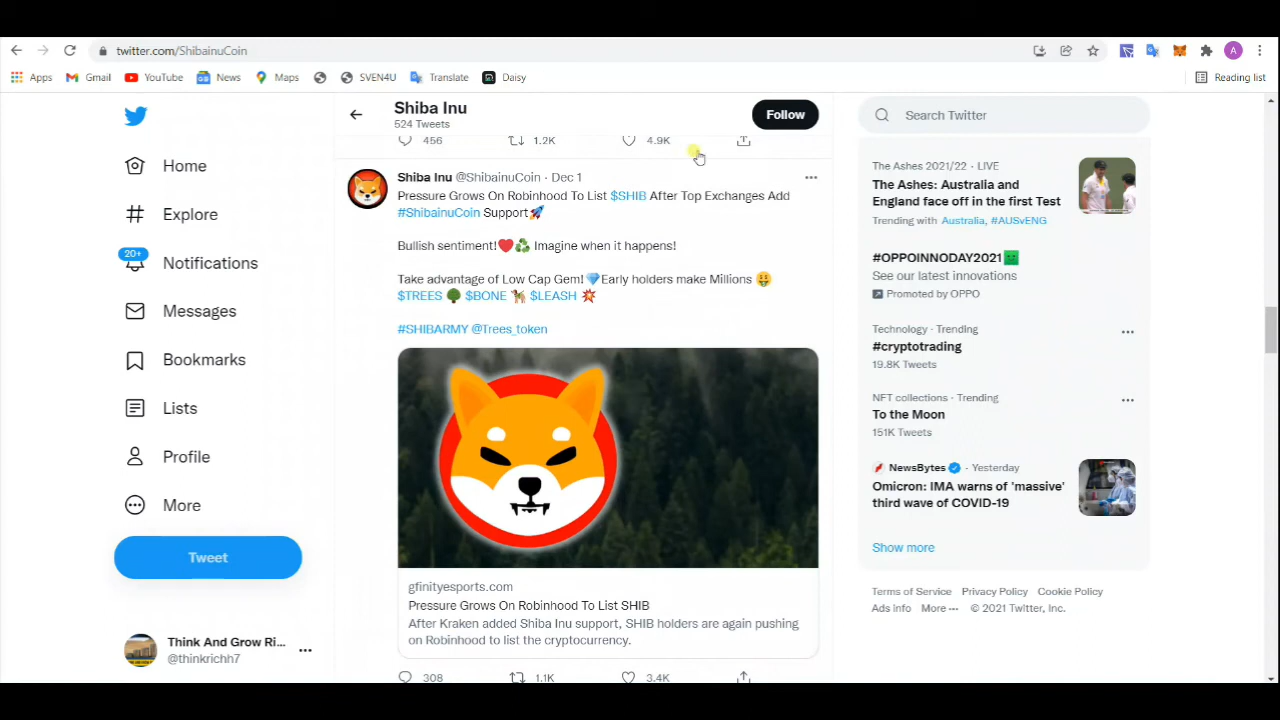 twitter.com/ShibainuCoin
A
Apps
Gmail
YouTube
News
Maps
SVEN4U
Translate
Daisy
Reading list
Home
Explore
20+
Notifications
Messages
Bookmarks
Lists
Profile
More
Tweet
Think And Grow Ri...
@thinkrichh7
Shiba Inu
524 Tweets
Follow
456 1.2K 4.9K
Shiba Inu @ShibainuCoin · Dec 1
Pressure Grows On Robinhood To List $SHIB After Top Exchanges Add
#ShibainuCoin Support🚀
Bullish sentiment!❤️♻️ Imagine when it happens!
Take advantage of Low Cap Gem! 💎Early holders make Millions 🤑
$TREES 🌳 $BONE 🐕‍🦺 $LEASH 💥
#SHIBARMY @Trees_token
gfinityesports.com
Pressure Grows On Robinhood To List SHIB
After Kraken added Shiba Inu support, SHIB holders are again pushing
on Robinhood to list the cryptocurrency.
308 1.1K 3.4K
Search Twitter
The Ashes 2021/22 · LIVE
The Ashes: Australia and
England face off in the first Test
Trending with Australia, #AUSvENG
#OPPOINNODAY2021
See our latest innovations
Promoted by OPPO
Technology · Trending
#cryptotrading
19.8K Tweets
NFT collections · Trending
To the Moon
151K Tweets
NewsBytes · Yesterday
Omicron: IMA warns of 'massive'
third wave of COVID-19
Show more
Terms of Service Privacy Policy Cookie Policy
Ads Info More ··· © 2021 Twitter, Inc.